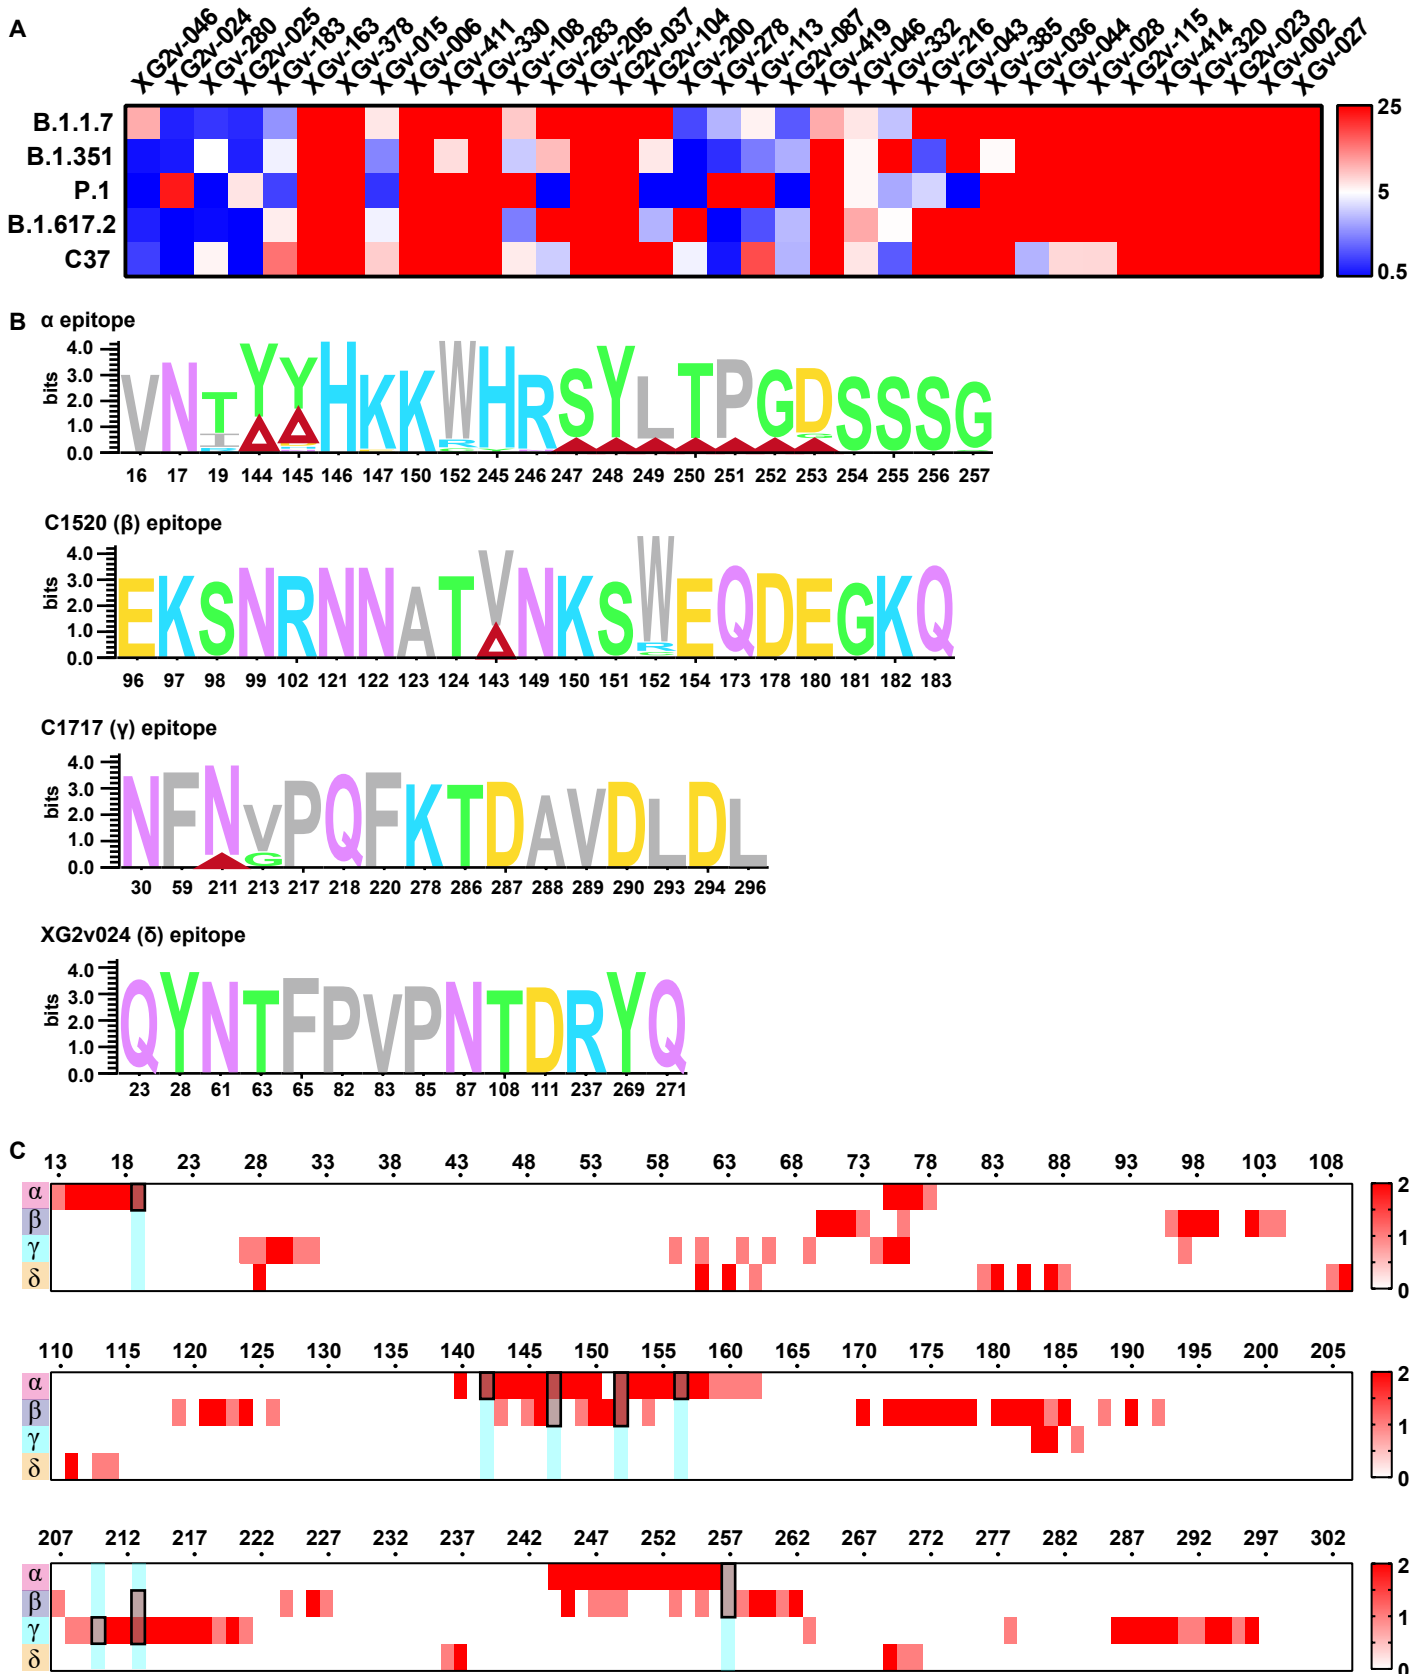 A
XG2v-046 XG2v-024 XGv-280 XG2v-025 XGv-183 XGv-163 XGv-378 XGv-015 XGv-006 XGv-411 XGv-330 XGv-108 XGv-283 XGv-205 XG2v-037 XG2v-104 XGv-200 XGv-278 XGv-113 XG2v-087 XGv-419 XGv-046 XGv-332 XGv-216 XGv-043 XGv-385 XGv-036 XGv-044 XGv-028 XG2v-115 XGv-414 XGv-320 XG2v-023 XGv-002 XGv-027
B.1.1.7
B.1.351
P.1
B.1.617.2
C37
25
5
0.5
B
α epitope
4.0
3.0
2.0
1.0
0.0
bits
VNTYYHKKWHRSYLTPGDSSSG
16 17 19 144 145 146 147 150 152 245 246 247 248 249 250 251 252 253 254 255 256 257
C1520 (β) epitope
4.0
3.0
2.0
1.0
0.0
bits
EKSNRNNATVNKSWEQDEGKQ
96 97 98 99 102 121 122 123 124 143 149 150 151 152 154 173 178 180 181 182 183
C1717 (γ) epitope
4.0
3.0
2.0
1.0
0.0
bits
NFNVPQFKTDAVDLDL
30 59 211 213 217 218 220 278 286 287 288 289 290 293 294 296
XG2v024 (δ) epitope
4.0
3.0
2.0
1.0
0.0
bits
QYNTFPVPNTDRYQ
23 28 61 63 65 82 83 85 87 108 111 237 269 271
C
13 18 23 28 33 38 43 48 53 58 63 68 73 78 83 88 93 98 103 108
α
β
γ
δ
2
1
0
110 115 120 125 130 135 140 145 150 155 160 165 170 175 180 185 190 195 200 205
α
β
γ
δ
2
1
0
207 212 217 222 227 232 237 242 247 252 257 262 267 272 277 282 287 292 297 302
α
β
γ
δ
2
1
0